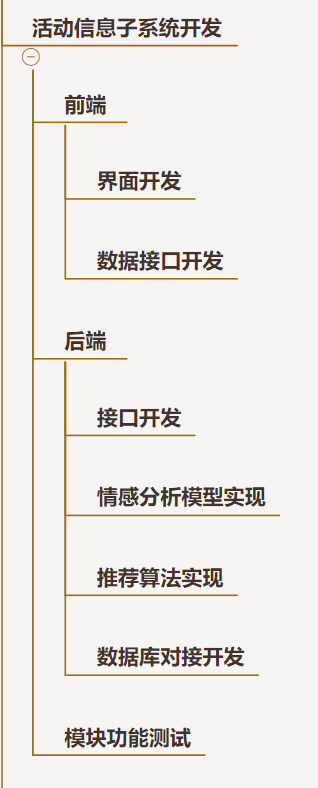 活动信息子系统开发
前端
界面开发
数据接口开发
后端
接口开发
情感分析模型实现
推荐算法实现
数据库对接开发
模块功能测试